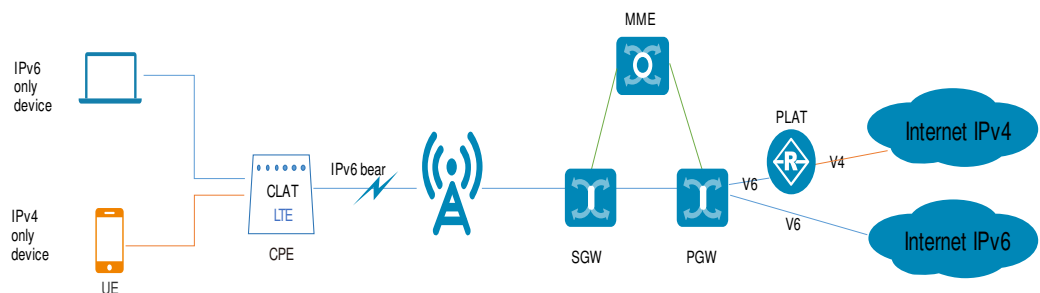 MME
IPv6
only
device
PLAT
Internet IPv4
R
V4
IPv6 bear
V6
CLAT
LTE
IPv4
only
device
V6
Internet IPv6
CPE
SGW
PGW
UE